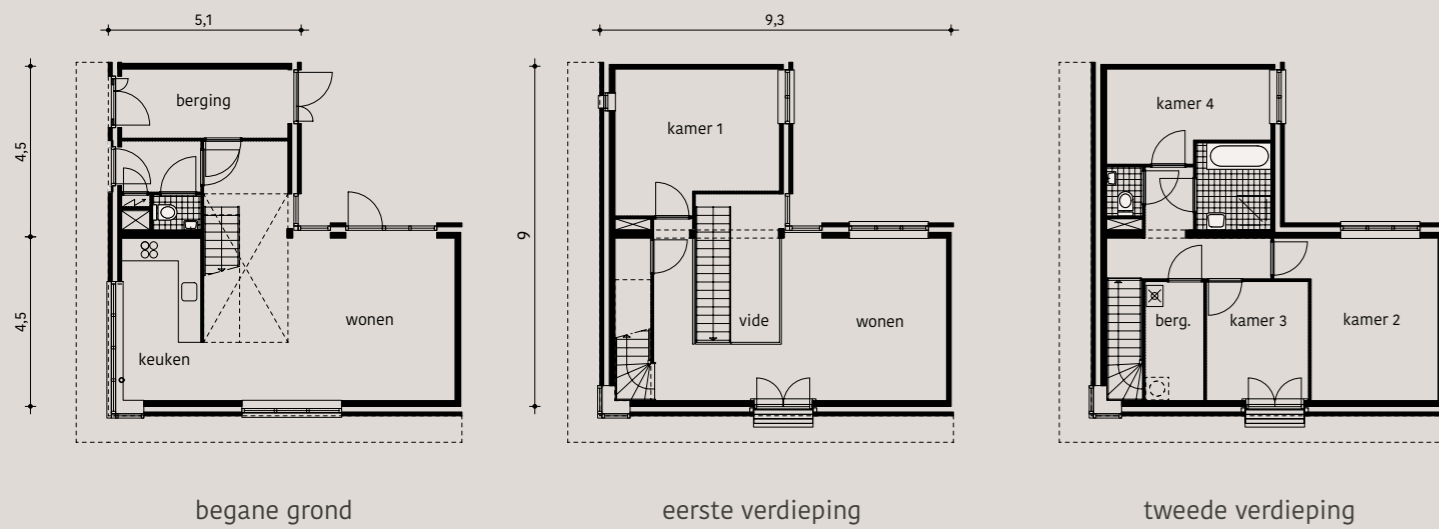 5,1
9,3
berging
kamer 1
kamer 4
4,5
9
4,5
wonen
keuken
vide
wonen
berg.
kamer 3
kamer 2
begane grond
eerste verdieping
tweede verdieping